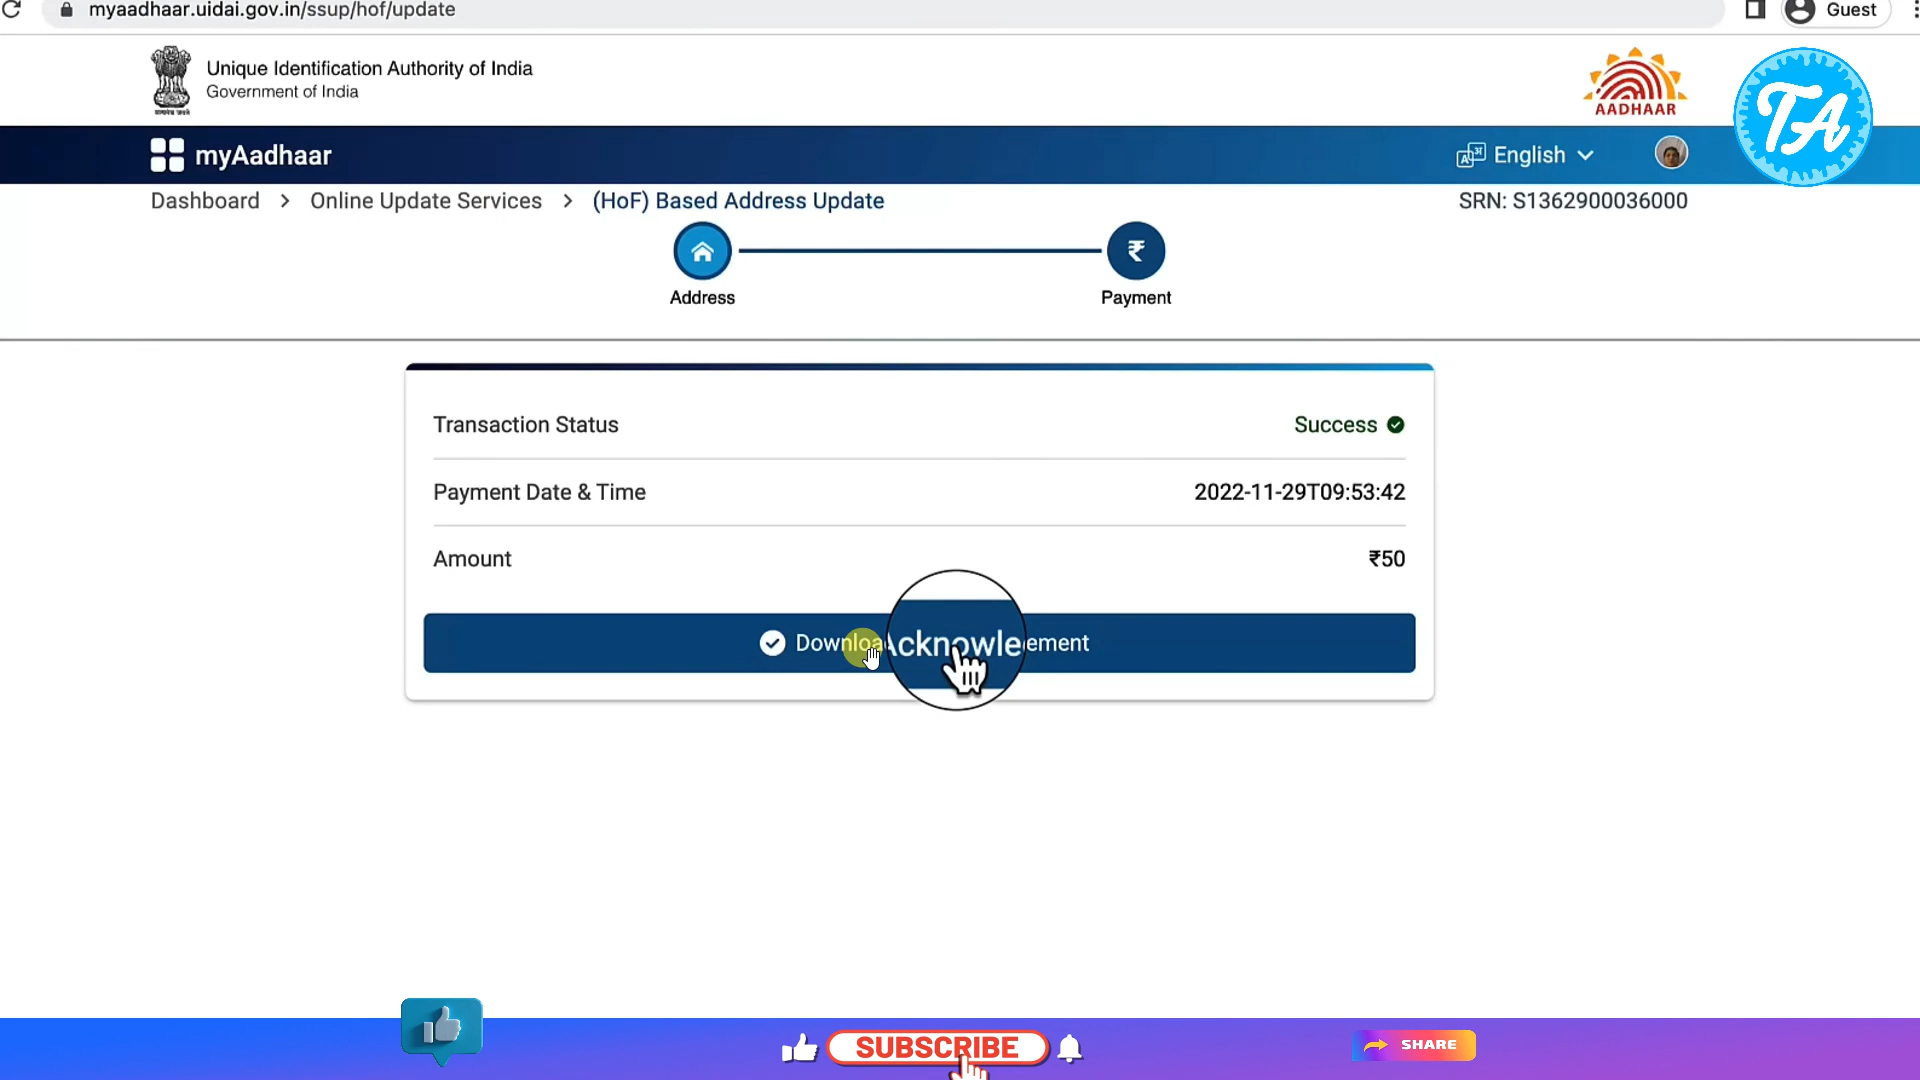 myaadhaar.uidai.gov.in/ssup/hof/update
Guest
Unique Identification Authority of India
Government of India
AADHAAR
TA
myAadhaar
English
Dashboard > Online Update Services > (HoF) Based Address Update
SRN: S1362900036000
₹
Address
Payment
Transaction Status
Success
Payment Date & Time
2022-11-29T09:53:42
Amount
₹50
Download Acknowledgement
SUBSCRIBE
SHARE